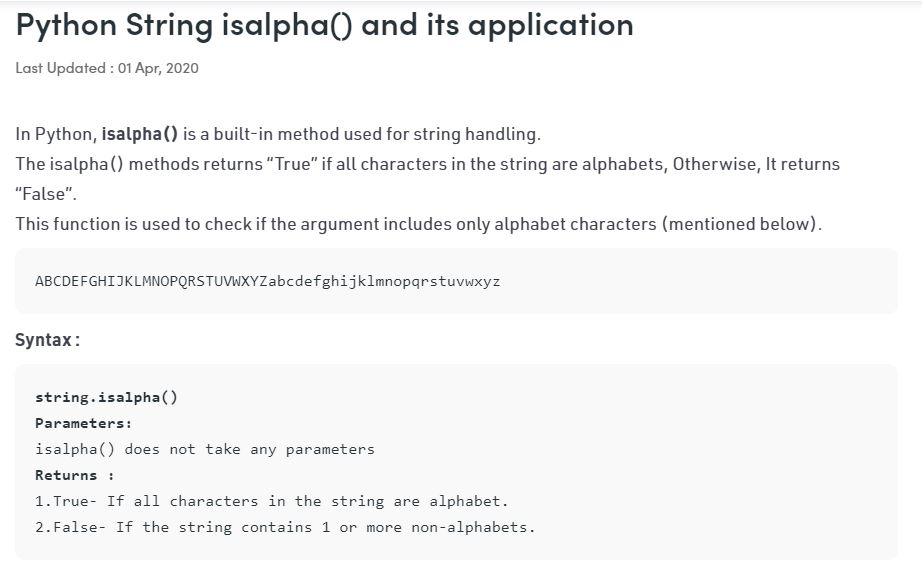 Python String isalpha() and its application
Last Updated : 01 Apr, 2020
In Python, isalpha() is a built-in method used for string handling.
The isalpha() methods returns “True” if all characters in the string are alphabets, Otherwise, It returns
“False”.
This function is used to check if the argument includes only alphabet characters (mentioned below).
ABCDEFGHIJKLMNOPQRSTUVWXYZabcdefghijklmnopqrstuvwxyz
Syntax :
string.isalpha()
Parameters:
isalpha() does not take any parameters
Returns :
1.True- If all characters in the string are alphabet.
2.False- If the string contains 1 or more non-alphabets.